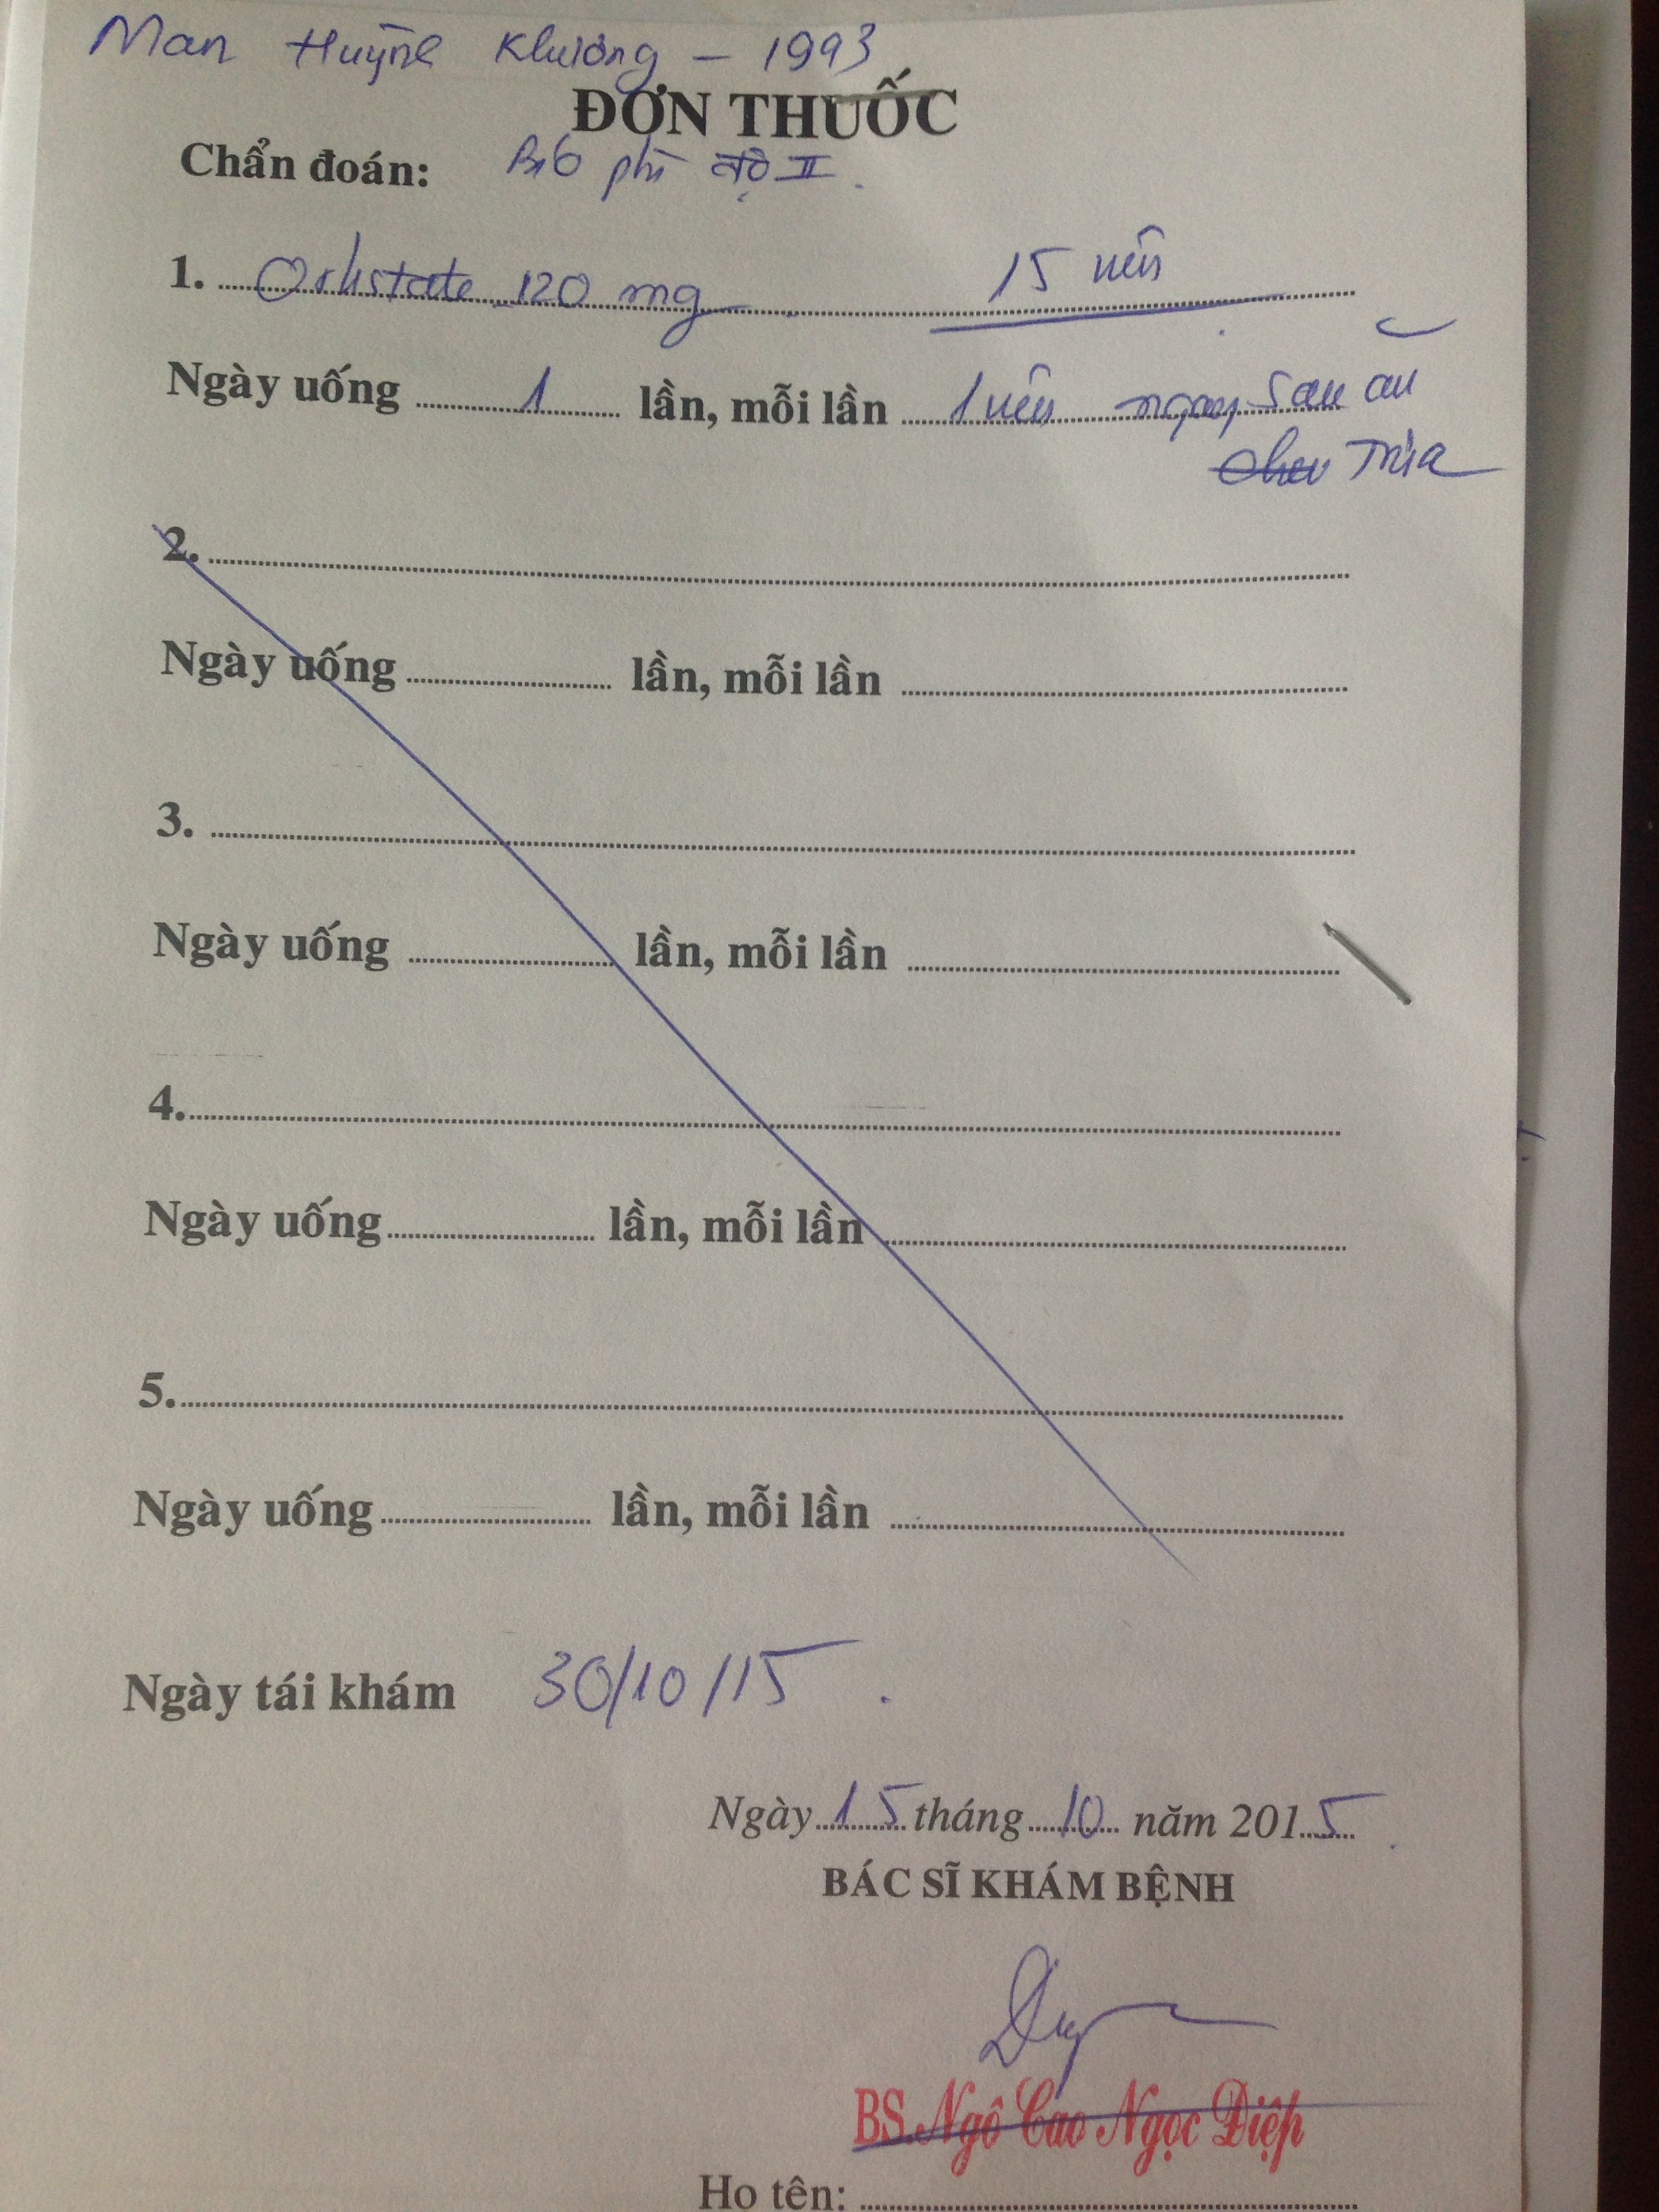 Man Huỳnh Khương - 1993
ĐƠN THUỐC
Chẩn đoán: Béo phì độ II.
1. Orlistate 120 mg 15 viên
Ngày uống 1 lần, mỗi lần 1 viên ngay sau ăn
trưa
2.
Ngày uống lần, mỗi lần
3.
Ngày uống lần, mỗi lần
4.
Ngày uống lần, mỗi lần
5.
Ngày uống lần, mỗi lần
Ngày tái khám 30/10/15.
Ngày 15 tháng 10 năm 2015
BÁC SĨ KHÁM BỆNH
BS. Ngô Cao Ngọc Điệp
Họ tên: